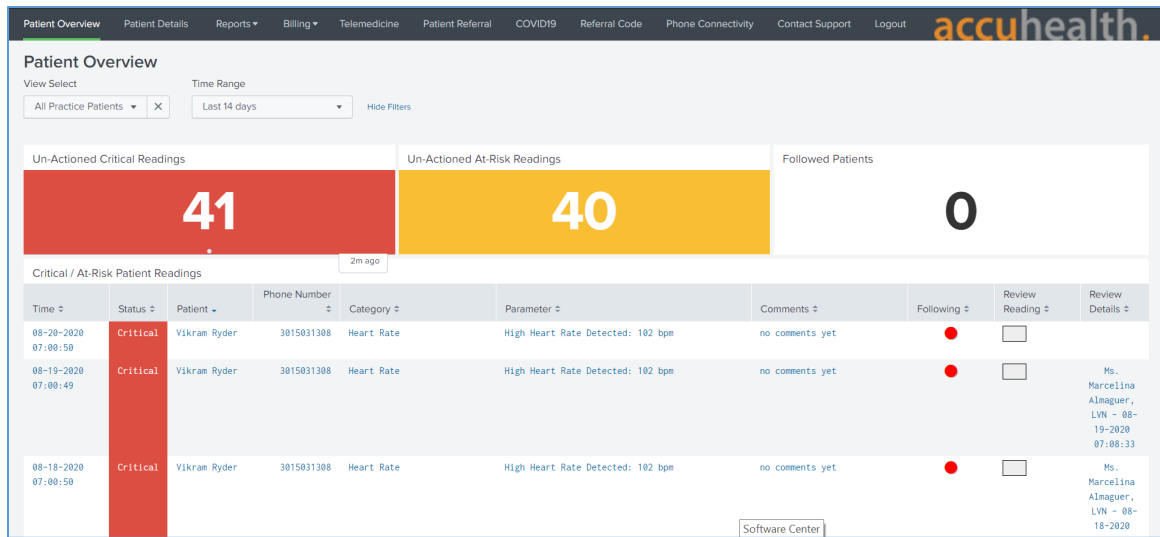 Patient Overview Patient Details Reports Billing Telemedicine Patient Referral COVID19 Referral Code Phone Connectivity Contact Support Logout accuhealth.
Patient Overview
View Select Time Range
All Practice Patients Last 14 days Hide Filters
Un-Actioned Critical Readings Un-Actioned At-Risk Readings Followed Patients
41 40 0
2m ago
Critical / At-Risk Patient Readings
Time Status Patient Phone Number Category Parameter Comments Following Review Reading Review Details
08-20-2020 Critical Vikram Ryder 3015031308 Heart Rate High Heart Rate Detected: 102 bpm no comments yet
07:00:50
08-19-2020 Critical Vikram Ryder 3015031308 Heart Rate High Heart Rate Detected: 102 bpm no comments yet Ms.
07:00:49 Marcelina
Almaguer,
LVN - 08-
19-2020
07:08:33
08-18-2020 Critical Vikram Ryder 3015031308 Heart Rate High Heart Rate Detected: 102 bpm no comments yet Ms.
07:00:50 Marcelina
Almaguer,
LVN - 08-
18-2020
Software Center